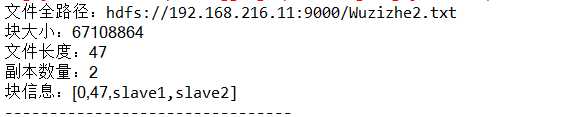 文件全路径：hdfs://192.168.216.11:9000/Wuzizhe2.txt
块大小：67108864
文件长度：47
副本数量：2
块信息：[0,47,slave1,slave2]
--------------------------------